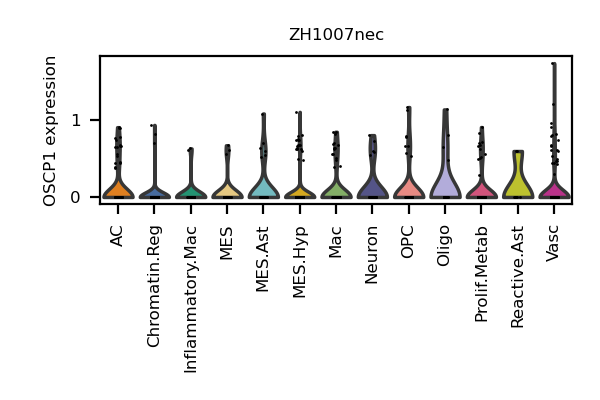 ZH1007nec
OSCP1 expression
1
0
AC
Chromatin.Reg
Inflammatory.Mac
MES
MES.Ast
MES.Hyp
Mac
Neuron
OPC
Oligo
Prolif.Metab
Reactive.Ast
Vasc